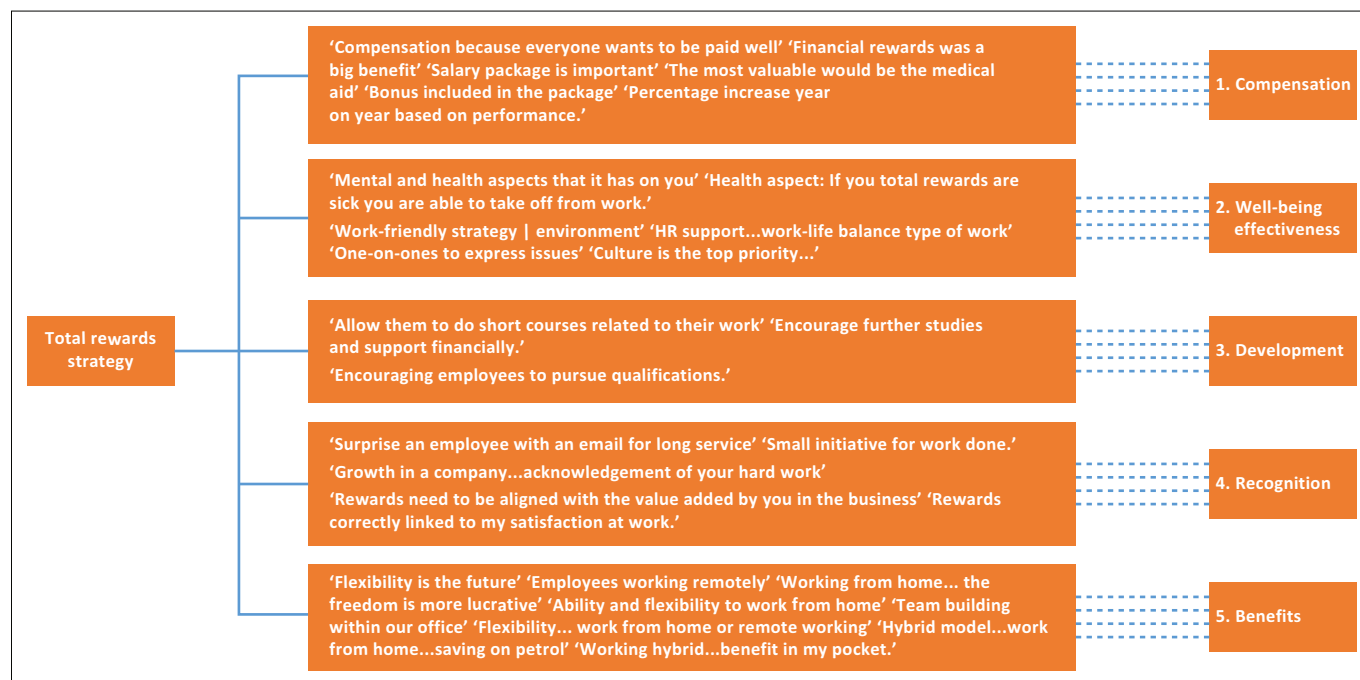 Total rewards
strategy
‘Compensation because everyone wants to be paid well’ ‘Financial rewards was a
big benefit’ ‘Salary package is important’ ‘The most valuable would be the medical
aid’ ‘Bonus included in the package’ ‘Percentage increase year
on year based on performance.’
1. Compensation
‘Mental and health aspects that it has on you’ ‘Health aspect: If you total rewards are
sick you are able to take off from work.’
‘Work-friendly strategy | environment’ ‘HR support...work-life balance type of work’
‘One-on-ones to express issues’ ‘Culture is the top priority...’
2. Well-being
effectiveness
‘Allow them to do short courses related to their work’ ‘Encourage further studies
and support financially.’
‘Encouraging employees to pursue qualifications.’
3. Development
‘Surprise an employee with an email for long service’ ‘Small initiative for work done.’
‘Growth in a company...acknowledgement of your hard work’
‘Rewards need to be aligned with the value added by you in the business’ ‘Rewards
correctly linked to my satisfaction at work.’
4. Recognition
‘Flexibility is the future’ ‘Employees working remotely’ ‘Working from home... the
freedom is more lucrative’ ‘Ability and flexibility to work from home’ ‘Team building
within our office’ ‘Flexibility... work from home or remote working’ ‘Hybrid model...work
from home...saving on petrol’ ‘Working hybrid...benefit in my pocket.’
5. Benefits